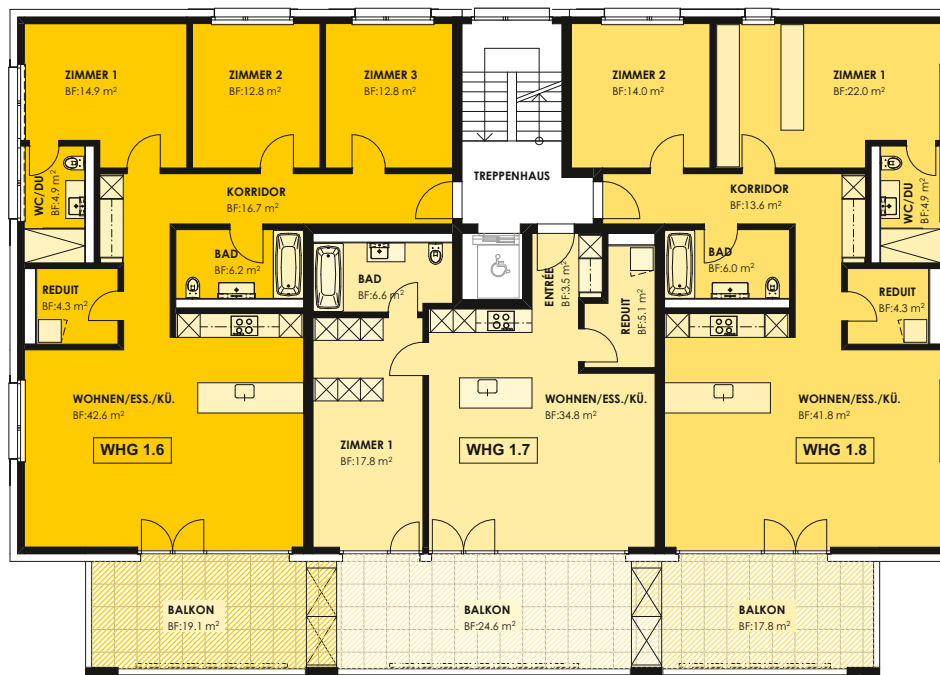 ZIMMER 1
BF:14.9 m²
ZIMMER 2
BF:12.8 m²
ZIMMER 3
BF:12.8 m²
ZIMMER 2
BF:14.0 m²
ZIMMER 1
BF:22.0 m²
TREPPENHAUS
WC/DU
BF:4.9 m²
KORRIDOR
BF:16.7 m²
KORRIDOR
BF:13.6 m²
WC/DU
BF:4.9 m²
BAD
BF:6.2 m²
BAD
BF:6.6 m²
ENTRÉE
BF:3.5 m²
BAD
BF:6.0 m²
REDUIT
BF:4.3 m²
REDUIT
BF:5.1 m²
REDUIT
BF:4.3 m²
WOHNEN/ESS./KÜ.
BF:42.6 m²
WHG 1.6
ZIMMER 1
BF:17.8 m²
WOHNEN/ESS./KÜ.
BF:34.8 m²
WHG 1.7
WOHNEN/ESS./KÜ.
BF:41.8 m²
WHG 1.8
BALKON
BF:19.1 m²
BALKON
BF:24.6 m²
BALKON
BF:17.8 m²